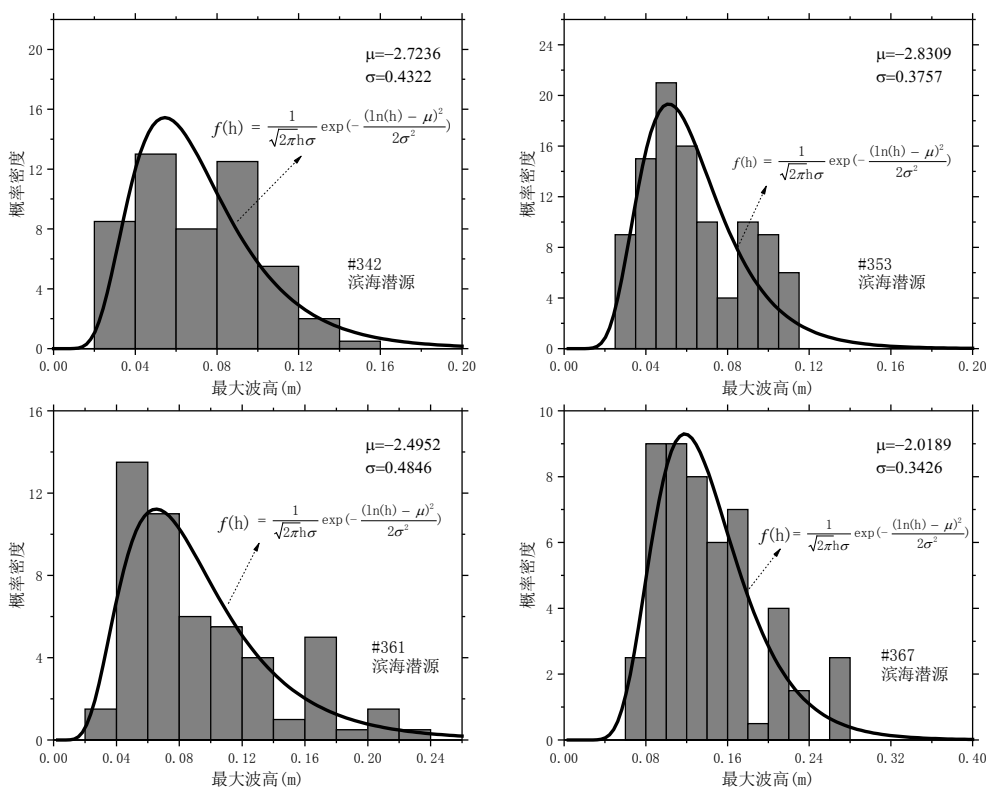 20
16
12
8
4
0
概率密度
μ=−2.7236
σ=0.4322
f(h) = 1/(√2πhσ) exp(-(ln(h) − μ)²/2σ²)
#342
滨海潜源
0.00 0.04 0.08 0.12 0.16 0.20
最大波高(m)
24
20
16
12
8
4
0
概率密度
μ=−2.8309
σ=0.3757
f(h) = 1/(√2πhσ) exp(-(ln(h) − μ)²/2σ²)
#353
滨海潜源
0.00 0.04 0.08 0.12 0.16 0.20
最大波高(m)
16
12
8
4
0
概率密度
μ=−2.4952
σ=0.4846
f(h) = 1/(√2πhσ) exp(-(ln(h) − μ)²/2σ²)
#361
滨海潜源
0.00 0.04 0.08 0.12 0.16 0.20 0.24
最大波高(m)
10
8
6
4
2
0
概率密度
μ=−2.0189
σ=0.3426
f(h) = 1/(√2πhσ) exp(-(ln(h) − μ)²/2σ²)
#367
滨海潜源
0.00 0.08 0.16 0.24 0.32 0.40
最大波高(m)